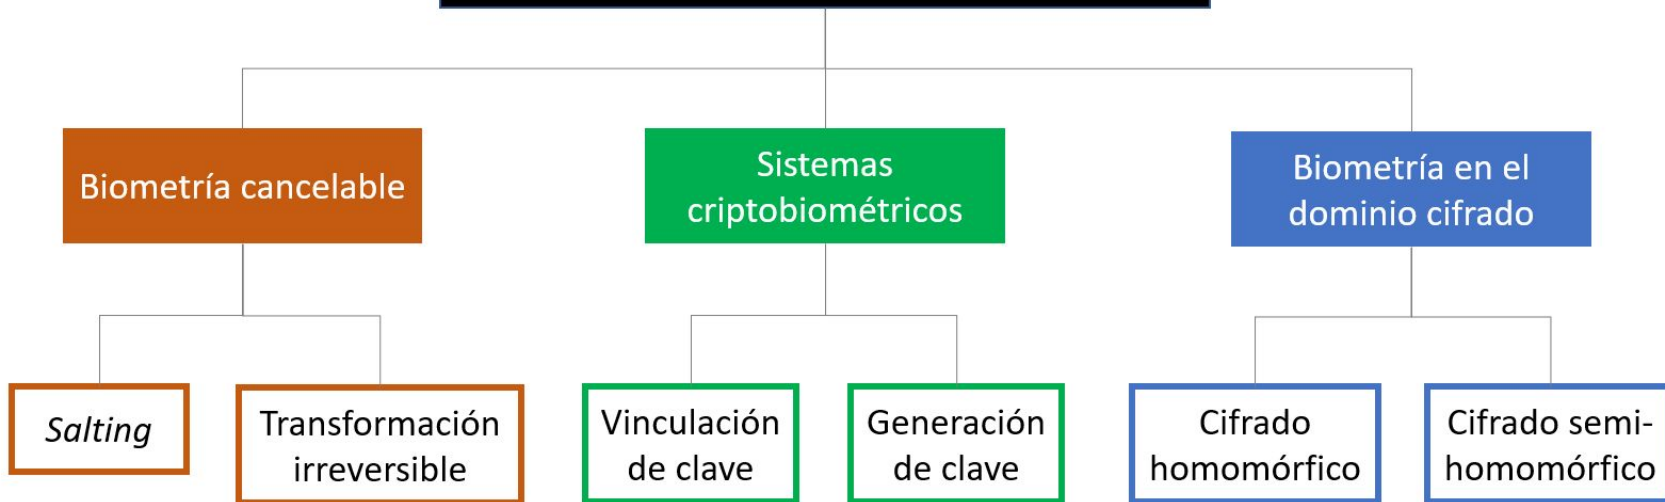 Biometría cancelable
Sistemas
criptobiométricos
Biometría en el
dominio cifrado
Salting
Transformación
irreversible
Vinculación
de clave
Generación
de clave
Cifrado
homomórfico
Cifrado semi-
homomórfico